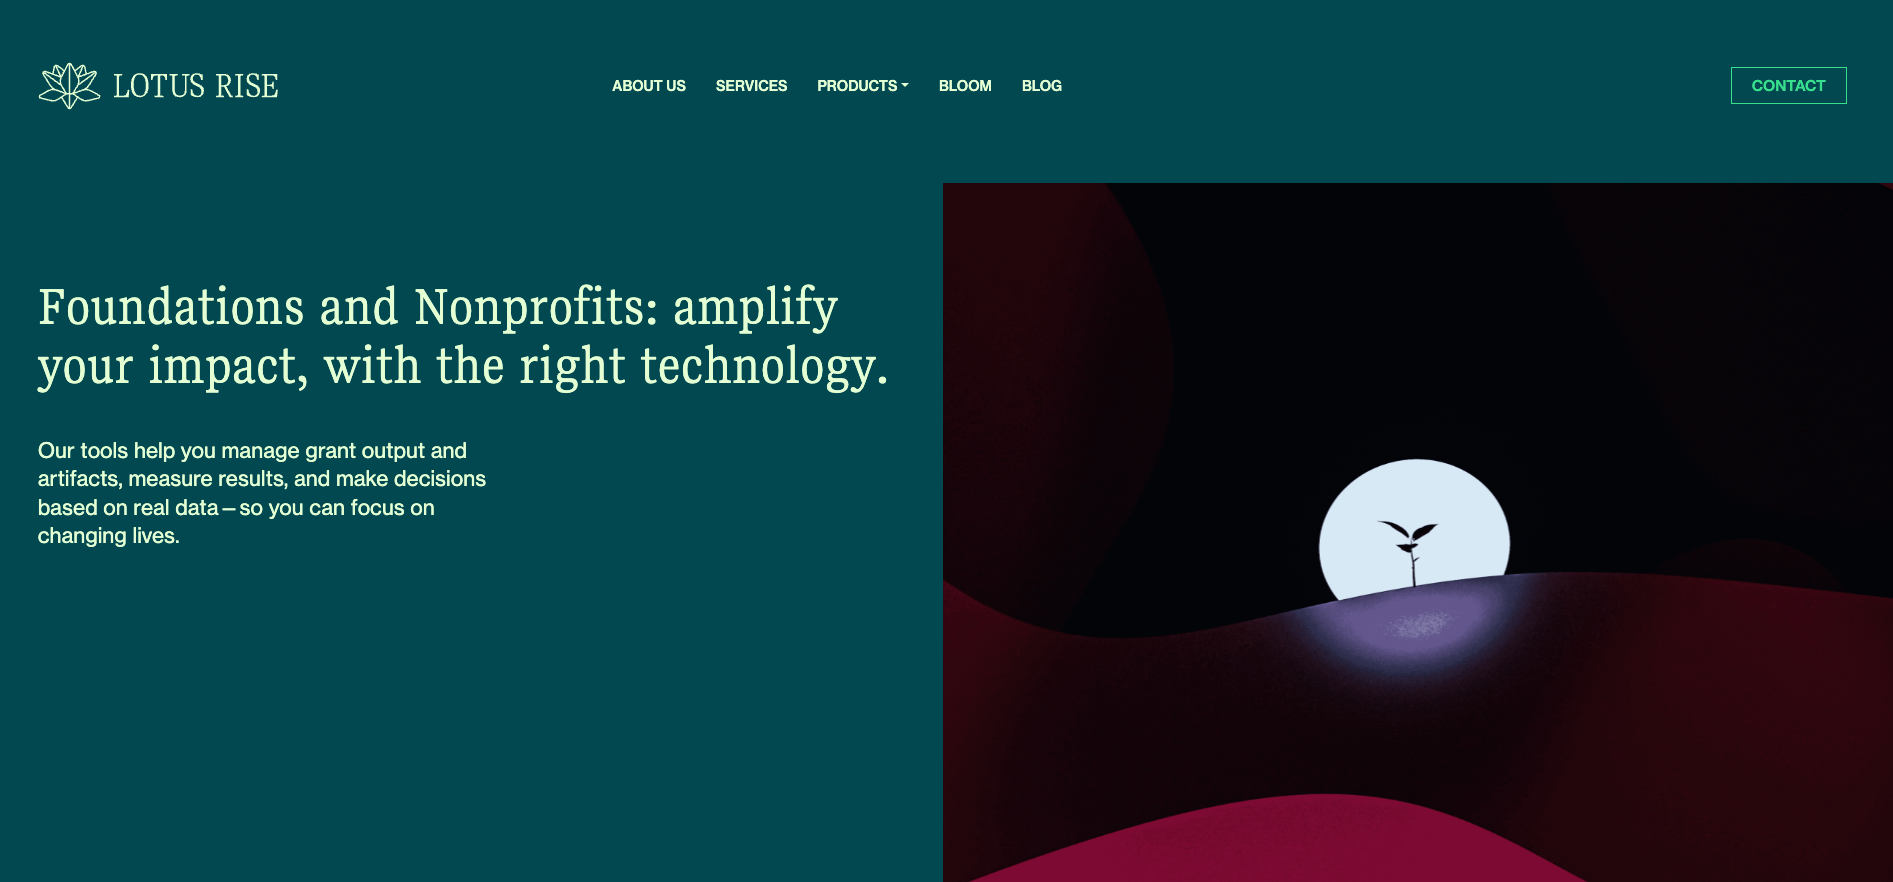 LOTUS RISE
ABOUT US
SERVICES
PRODUCTS
BLOOM
BLOG
CONTACT
Foundations and Nonprofits: amplify
your impact, with the right technology.
Our tools help you manage grant output and
artifacts, measure results, and make decisions
based on real data—so you can focus on
changing lives.